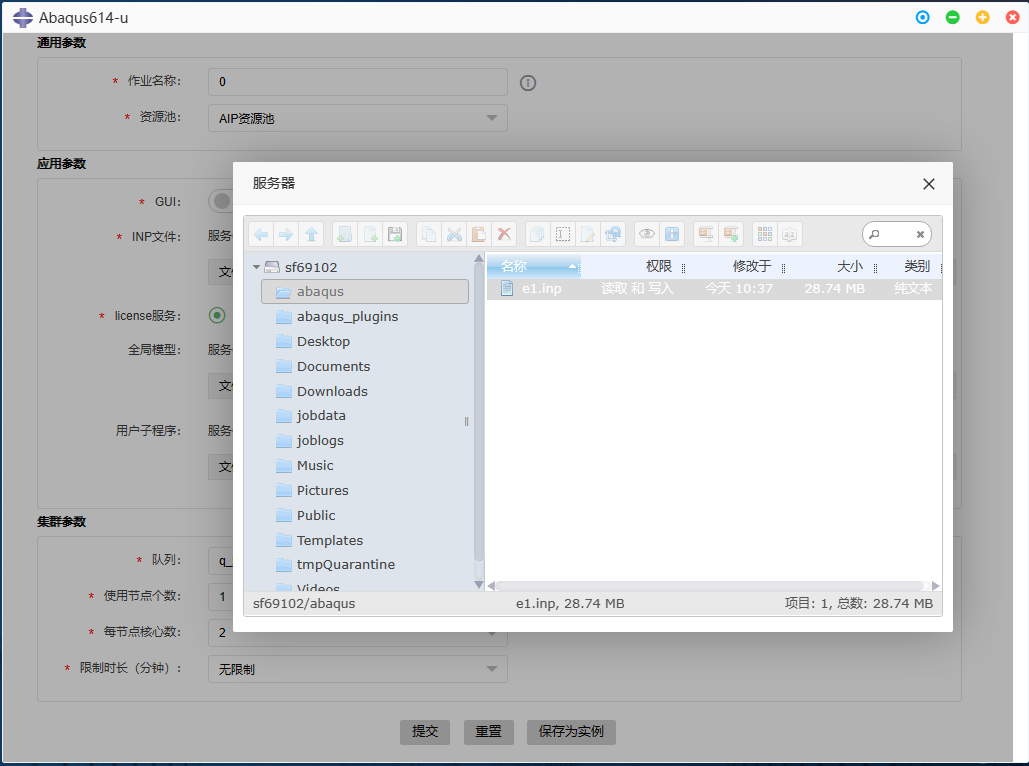 Abaqus614-u
通用参数
* 作业名称: 0
* 资源池: AIP资源池
应用参数
* GUI:
* INP文件: 服务
文
* license服务:
全局模型: 服务
文
用户子程序: 服务
文
集群参数
* 队列: q_
* 使用节点个数: 1
* 每节点核心数: 2
* 限制时长（分钟）: 无限制
提交 重置 保存为实例
服务器
sf69102
abaqus
abaqus_plugins
Desktop
Documents
Downloads
jobdata
joblogs
Music
Pictures
Public
Templates
tmpQuarantine
Videos
名称 权限 修改于 大小 类别
e1.inp 读取 和 写入 今天 10:37 28.74 MB 纯文本
sf69102/abaqus e1.inp, 28.74 MB 项目: 1, 总数: 28.74 MB